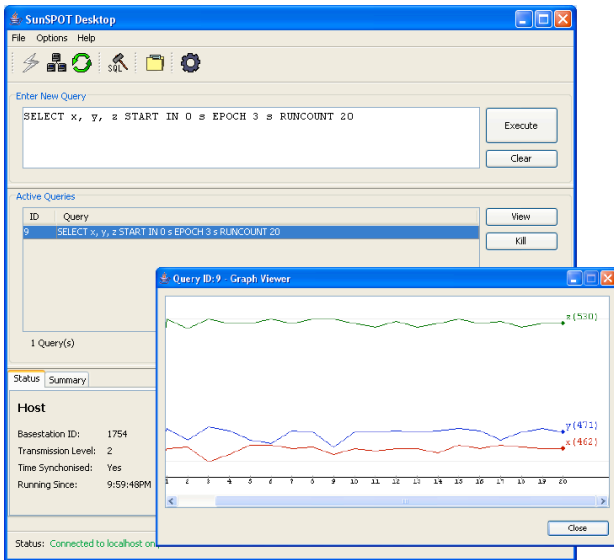 SunSPOT Desktop
File Options Help
SQL
Enter New Query
SELECT x, y, z START IN 0 s EPOCH 3 s RUNCOUNT 20
Execute
Clear
Active Queries
ID Query
9 SELECT x, y, z START IN 0 s EPOCH 3 s RUNCOUNT 20
View
Kill
1 Query(s)
Query ID:9 - Graph Viewer
z(530)
y(471)
x(462)
1 2 3 4 5 6 7 8 9 10 11 12 13 14 15 16 17 18 19 20
Close
Status Summary
Host
Basestation ID: 1754
Transmission Level: 2
Time Synchonised: Yes
Running Since: 9:59:48PM
Status: Connected to localhost on